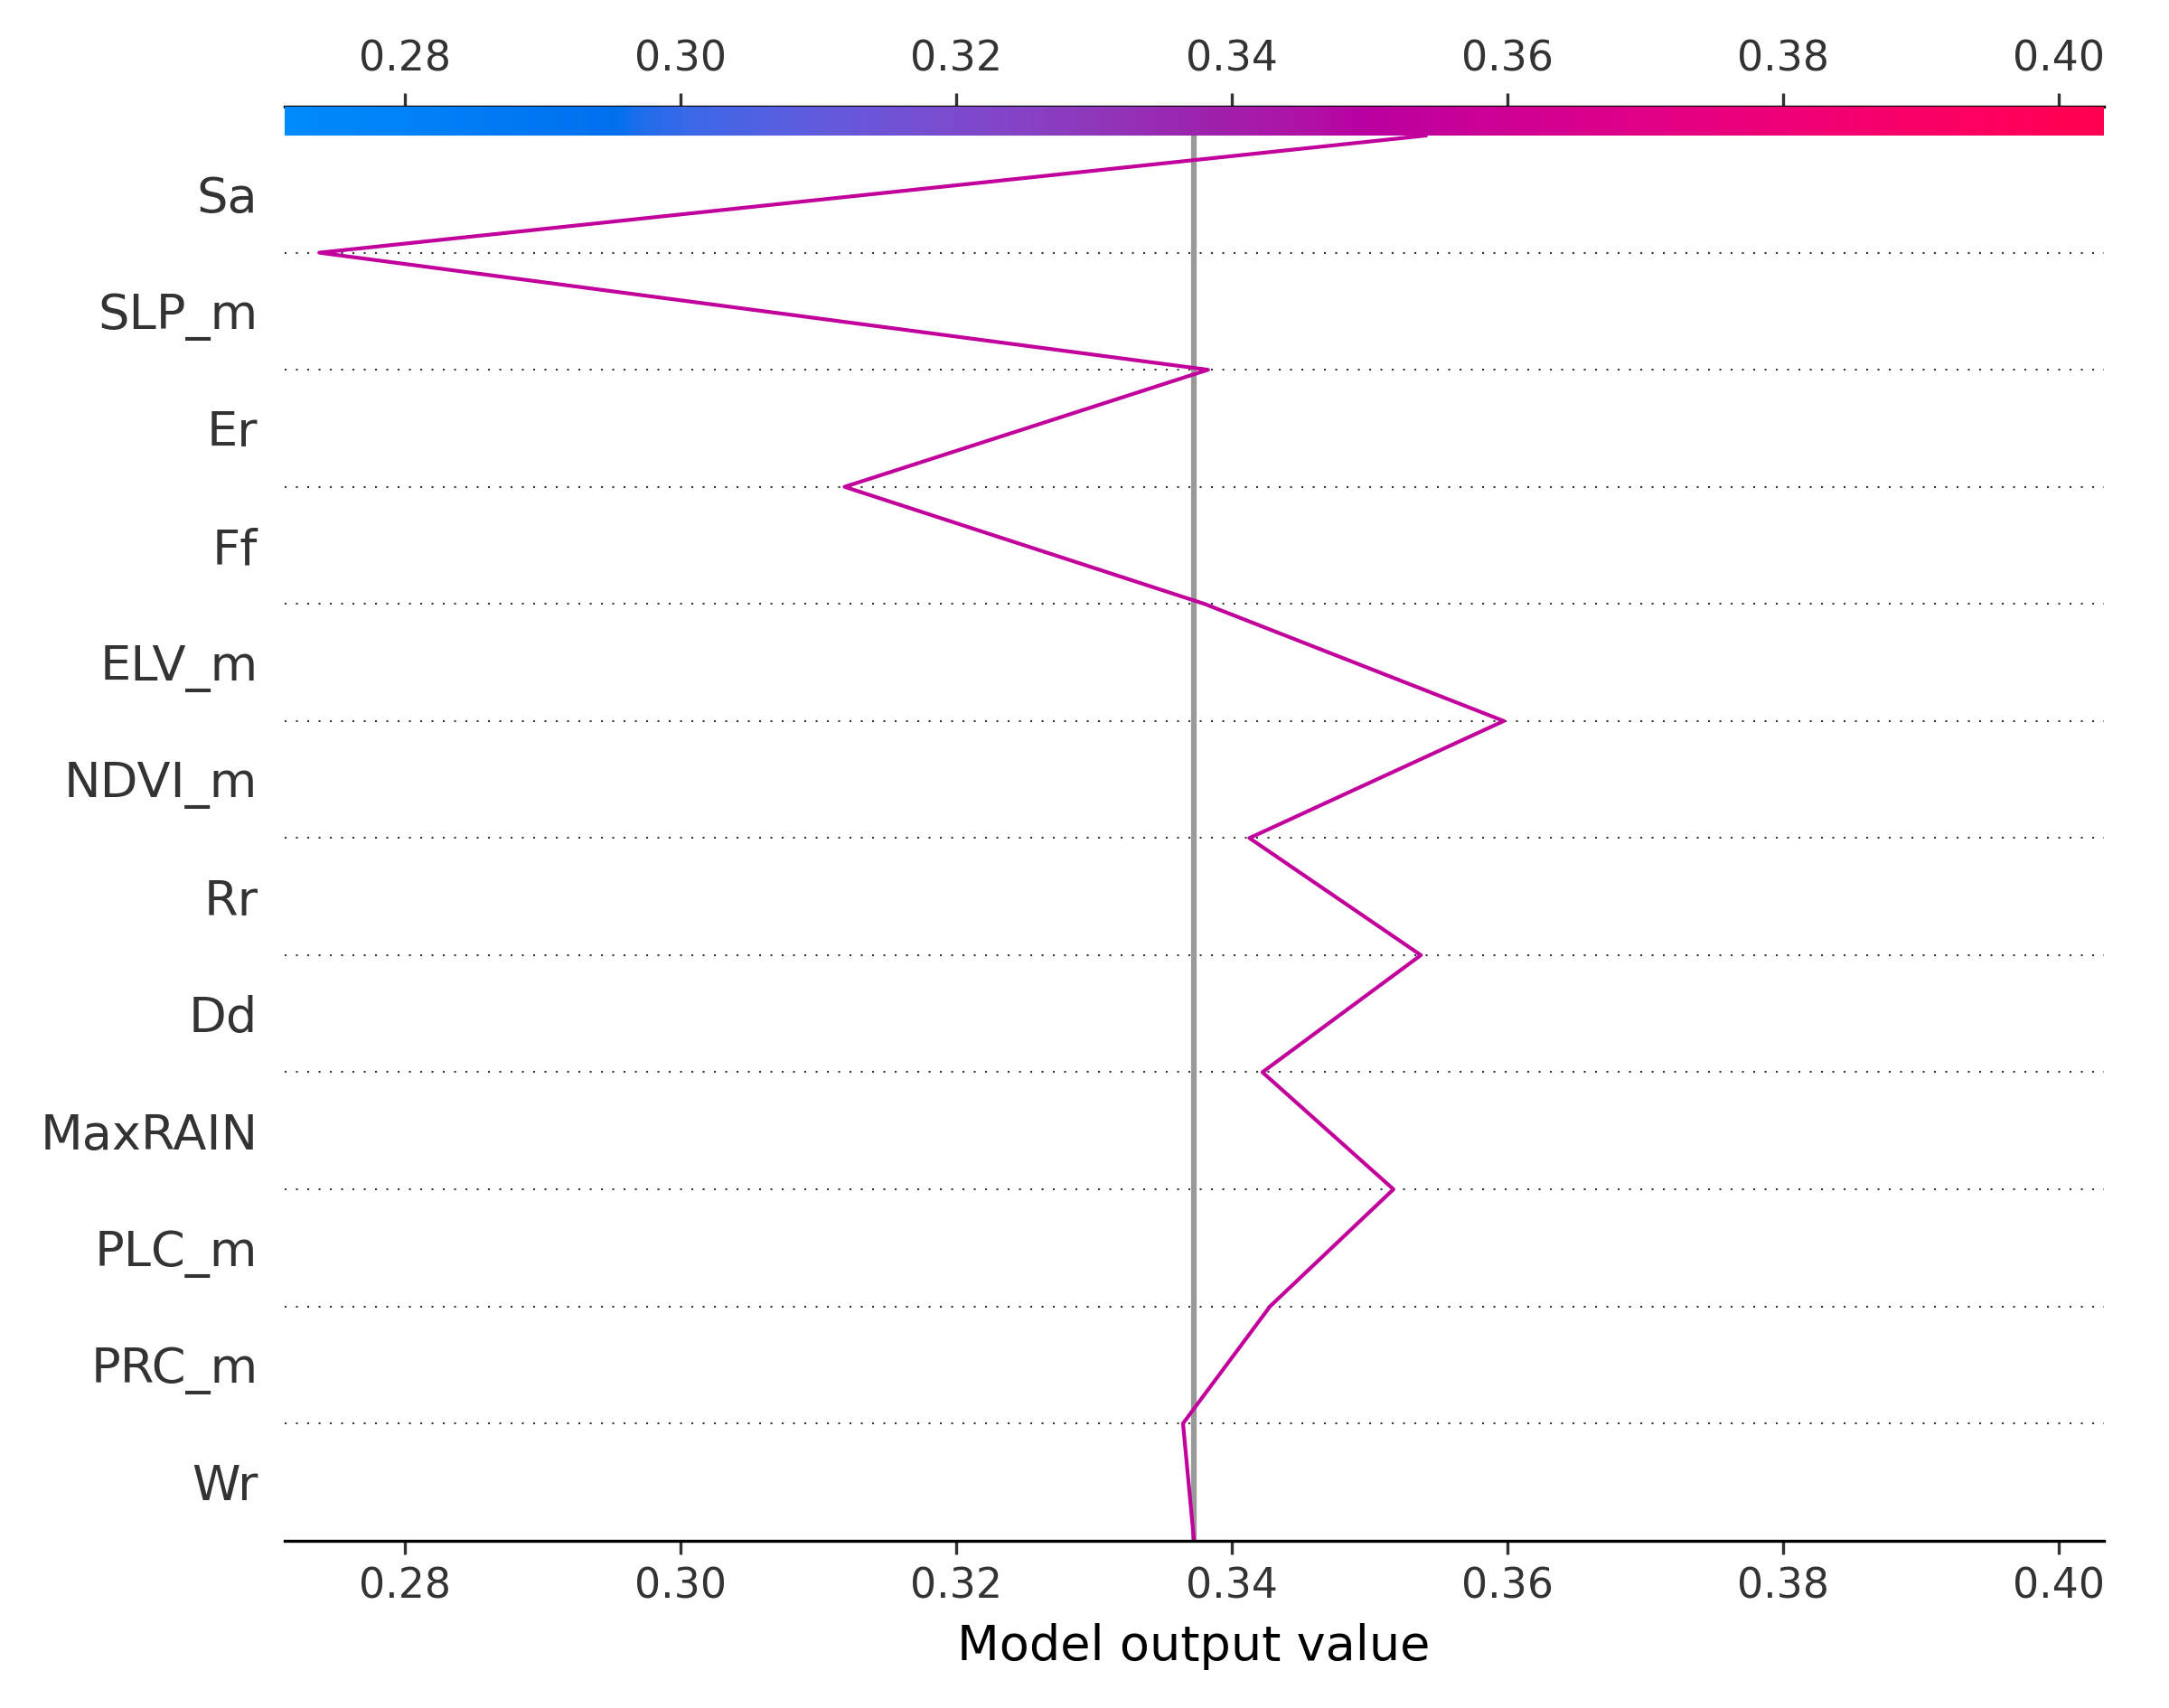 0.28 0.30 0.32 0.34 0.36 0.38 0.40
Sa
SLP_m
Er
Ff
ELV_m
NDVI_m
Rr
Dd
MaxRAIN
PLC_m
PRC_m
Wr
0.28 0.30 0.32 0.34 0.36 0.38 0.40
Model output value